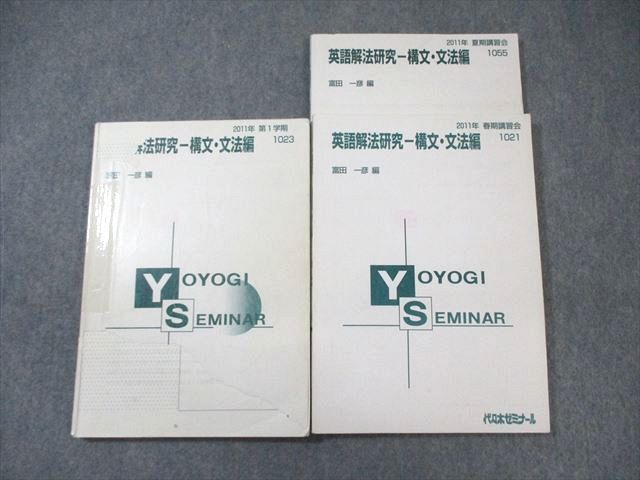 2011年 夏期講習会
英語解法研究－構文・文法編 1055
富田 一彦 編
2011年 第1学期
法研究－構文・文法編 1023
一彦 編
YOYOGI
SEMINAR
2011年 春期講習会
英語解法研究－構文・文法編 1021
富田 一彦 編
YOYOGI
SEMINAR
代々木ゼミナール